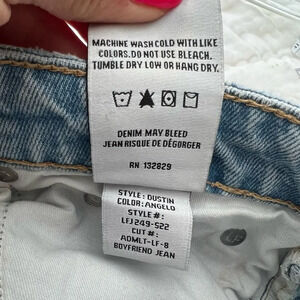 MACHINE WASH COLD WITH LIKE
COLORS. DO NOT USE BLEACH.
TUMBLE DRY LOW OR HANG DRY.
DENIM MAY BLEED
JEAN RISQUE DE DÉGORGER
RN 132829
STYLE: DUSTIN
COLOR: ANGELO
STYLE #:
LFJ249-522
CUT #:
ADMLT-LF-8
BOYFRIEND JEAN